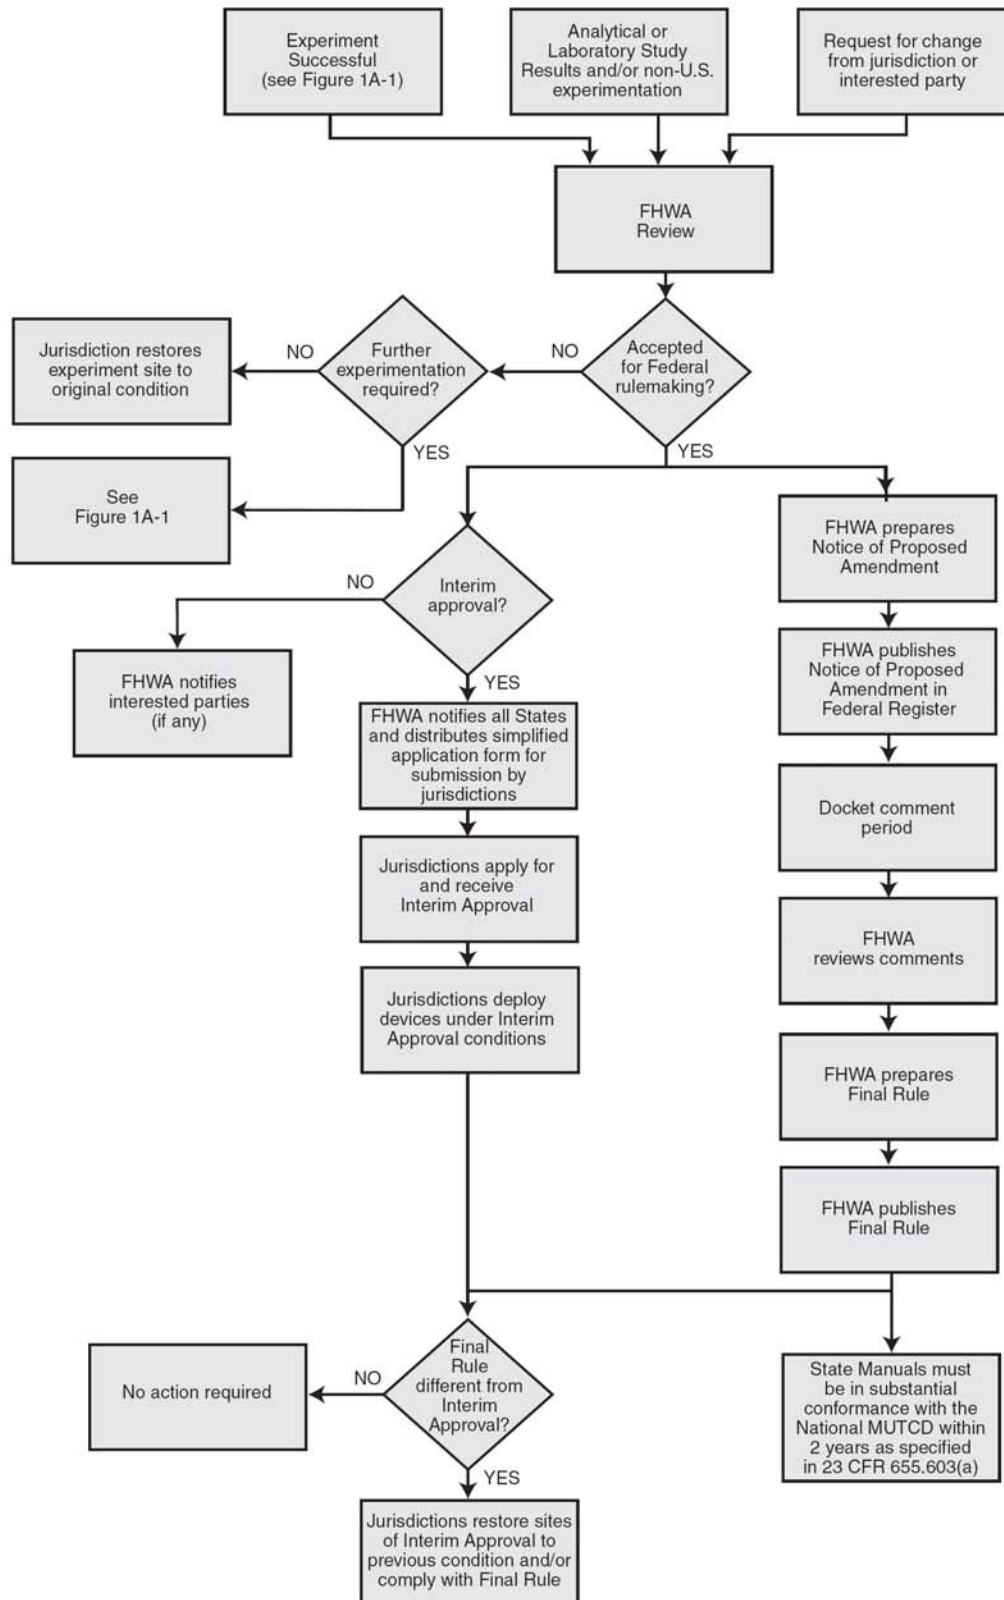 Experiment
Successful
(see Figure 1A-1)
Analytical or
Laboratory Study
Results and/or non-U.S.
experimentation
Request for change
from jurisdiction or
interested party
FHWA
Review
Jurisdiction restores
experiment site to
original condition
NO
Further
experimentation
required?
NO
Accepted
for Federal
rulemaking?
YES
YES
See
Figure 1A-1
FHWA prepares
Notice of Proposed
Amendment
NO
Interim
approval?
FHWA notifies
interested parties
(if any)
YES
FHWA publishes
Notice of Proposed
Amendment in
Federal Register
FHWA notifies all States
and distributes simplified
application form for
submission by
jurisdictions
Docket comment
period
Jurisdictions apply for
and receive
Interim Approval
FHWA
reviews comments
Jurisdictions deploy
devices under Interim
Approval conditions
FHWA prepares
Final Rule
FHWA publishes
Final Rule
No action required
NO
Final
Rule
different from
Interim
Approval?
State Manuals must
be in substantial
conformance with the
National MUTCD within
2 years as specified
in 23 CFR 655.603(a)
YES
Jurisdictions restore sites
of Interim Approval to
previous condition and/or
comply with Final Rule